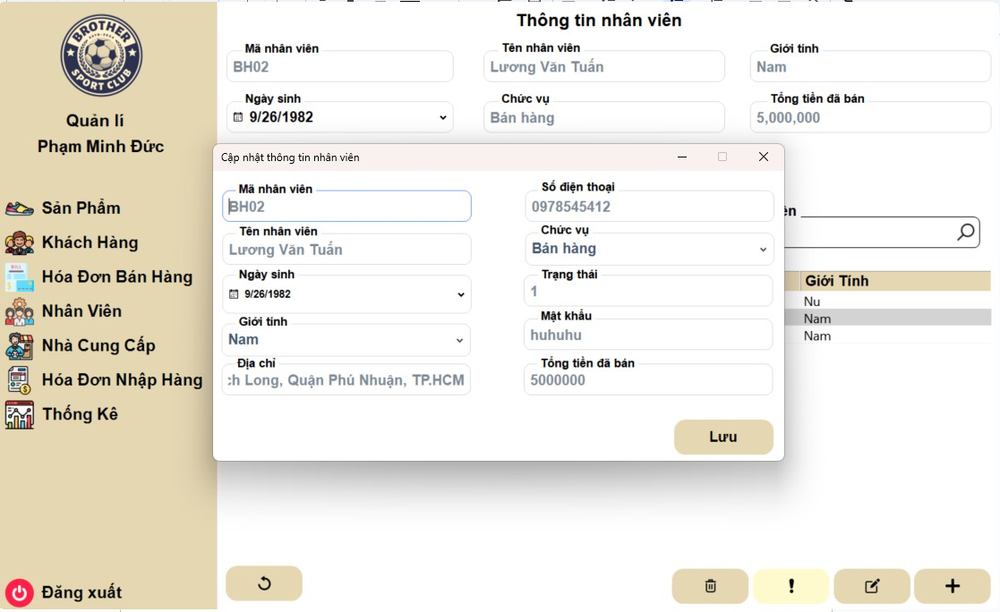 BROTHER
ESTD 2024
SPORT CLUB
Quản lí
Phạm Minh Đức
Sản Phẩm
Khách Hàng
Hóa Đơn Bán Hàng
Nhân Viên
Nhà Cung Cấp
Hóa Đơn Nhập Hàng
Thống Kê
Đăng xuất
Thông tin nhân viên
Mã nhân viên
BH02
Tên nhân viên
Lương Văn Tuấn
Giới tính
Nam
Ngày sinh
9/26/1982
Chức vụ
Bán hàng
Tổng tiền đã bán
5,000,000
Cập nhật thông tin nhân viên
Mã nhân viên
BH02
Số điện thoại
0978545412
Tên nhân viên
Lương Văn Tuấn
Chức vụ
Bán hàng
Ngày sinh
9/26/1982
Trạng thái
1
Giới tính
Nam
Mật khẩu
huhuhu
Địa chỉ
ch Long, Quận Phú Nhuận, TP.HCM
Tổng tiền đã bán
5000000
Lưu
ên
Giới Tính
Nu
Nam
Nam